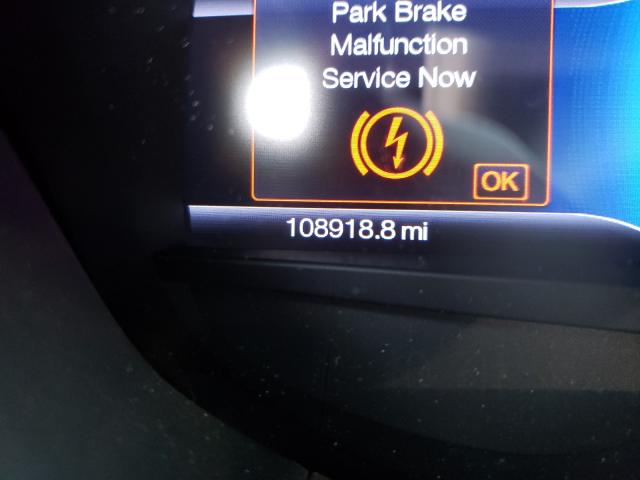 Park Brake
Malfunction
Service Now
OK
108918.8 mi